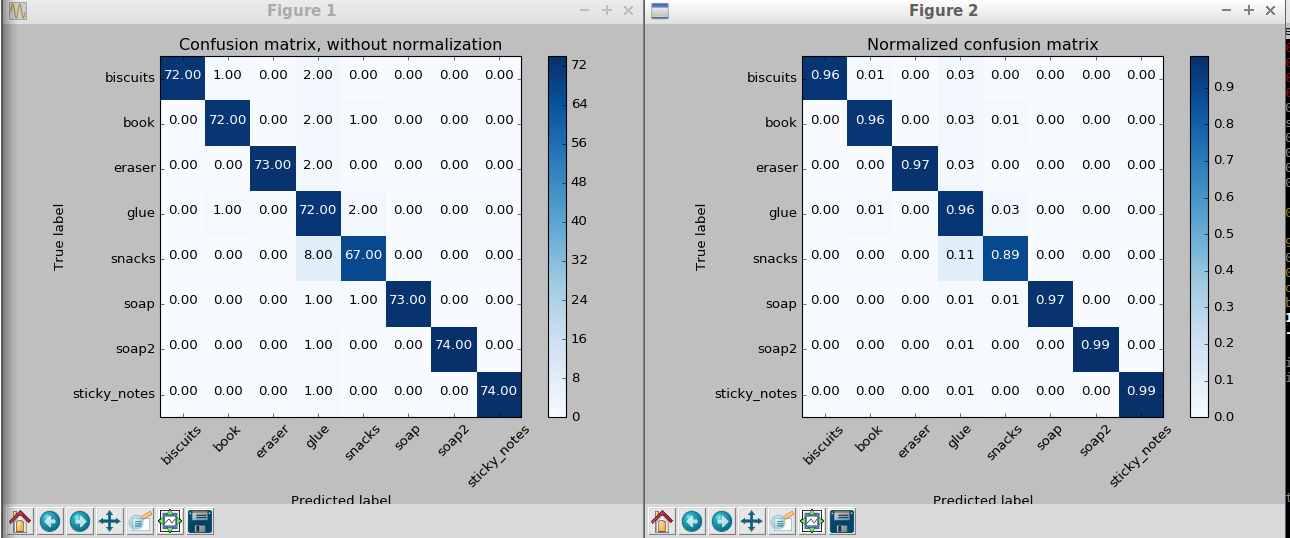 Figure 1
Confusion matrix, without normalization
biscuits 72.00 1.00 0.00 2.00 0.00 0.00 0.00 0.00
book 0.00 72.00 0.00 2.00 1.00 0.00 0.00 0.00
eraser 0.00 0.00 73.00 2.00 0.00 0.00 0.00 0.00
glue 0.00 1.00 0.00 72.00 2.00 0.00 0.00 0.00
snacks 0.00 0.00 0.00 8.00 67.00 0.00 0.00 0.00
soap 0.00 0.00 0.00 1.00 1.00 73.00 0.00 0.00
soap2 0.00 0.00 0.00 1.00 0.00 0.00 74.00 0.00
sticky_notes 0.00 0.00 0.00 1.00 0.00 0.00 0.00 74.00
True label
biscuits book eraser glue snacks soap soap2 sticky_notes
Predicted label
72
64
56
48
40
32
24
16
8
0
Figure 2
Normalized confusion matrix
biscuits 0.96 0.01 0.00 0.03 0.00 0.00 0.00 0.00
book 0.00 0.96 0.00 0.03 0.01 0.00 0.00 0.00
eraser 0.00 0.00 0.97 0.03 0.00 0.00 0.00 0.00
glue 0.00 0.01 0.00 0.96 0.03 0.00 0.00 0.00
snacks 0.00 0.00 0.00 0.11 0.89 0.00 0.00 0.00
soap 0.00 0.00 0.00 0.01 0.01 0.97 0.00 0.00
soap2 0.00 0.00 0.00 0.01 0.00 0.00 0.99 0.00
sticky_notes 0.00 0.00 0.00 0.01 0.00 0.00 0.00 0.99
True label
biscuits book eraser glue snacks soap soap2 sticky_notes
Predicted label
0.9
0.8
0.7
0.6
0.5
0.4
0.3
0.2
0.1
0.0